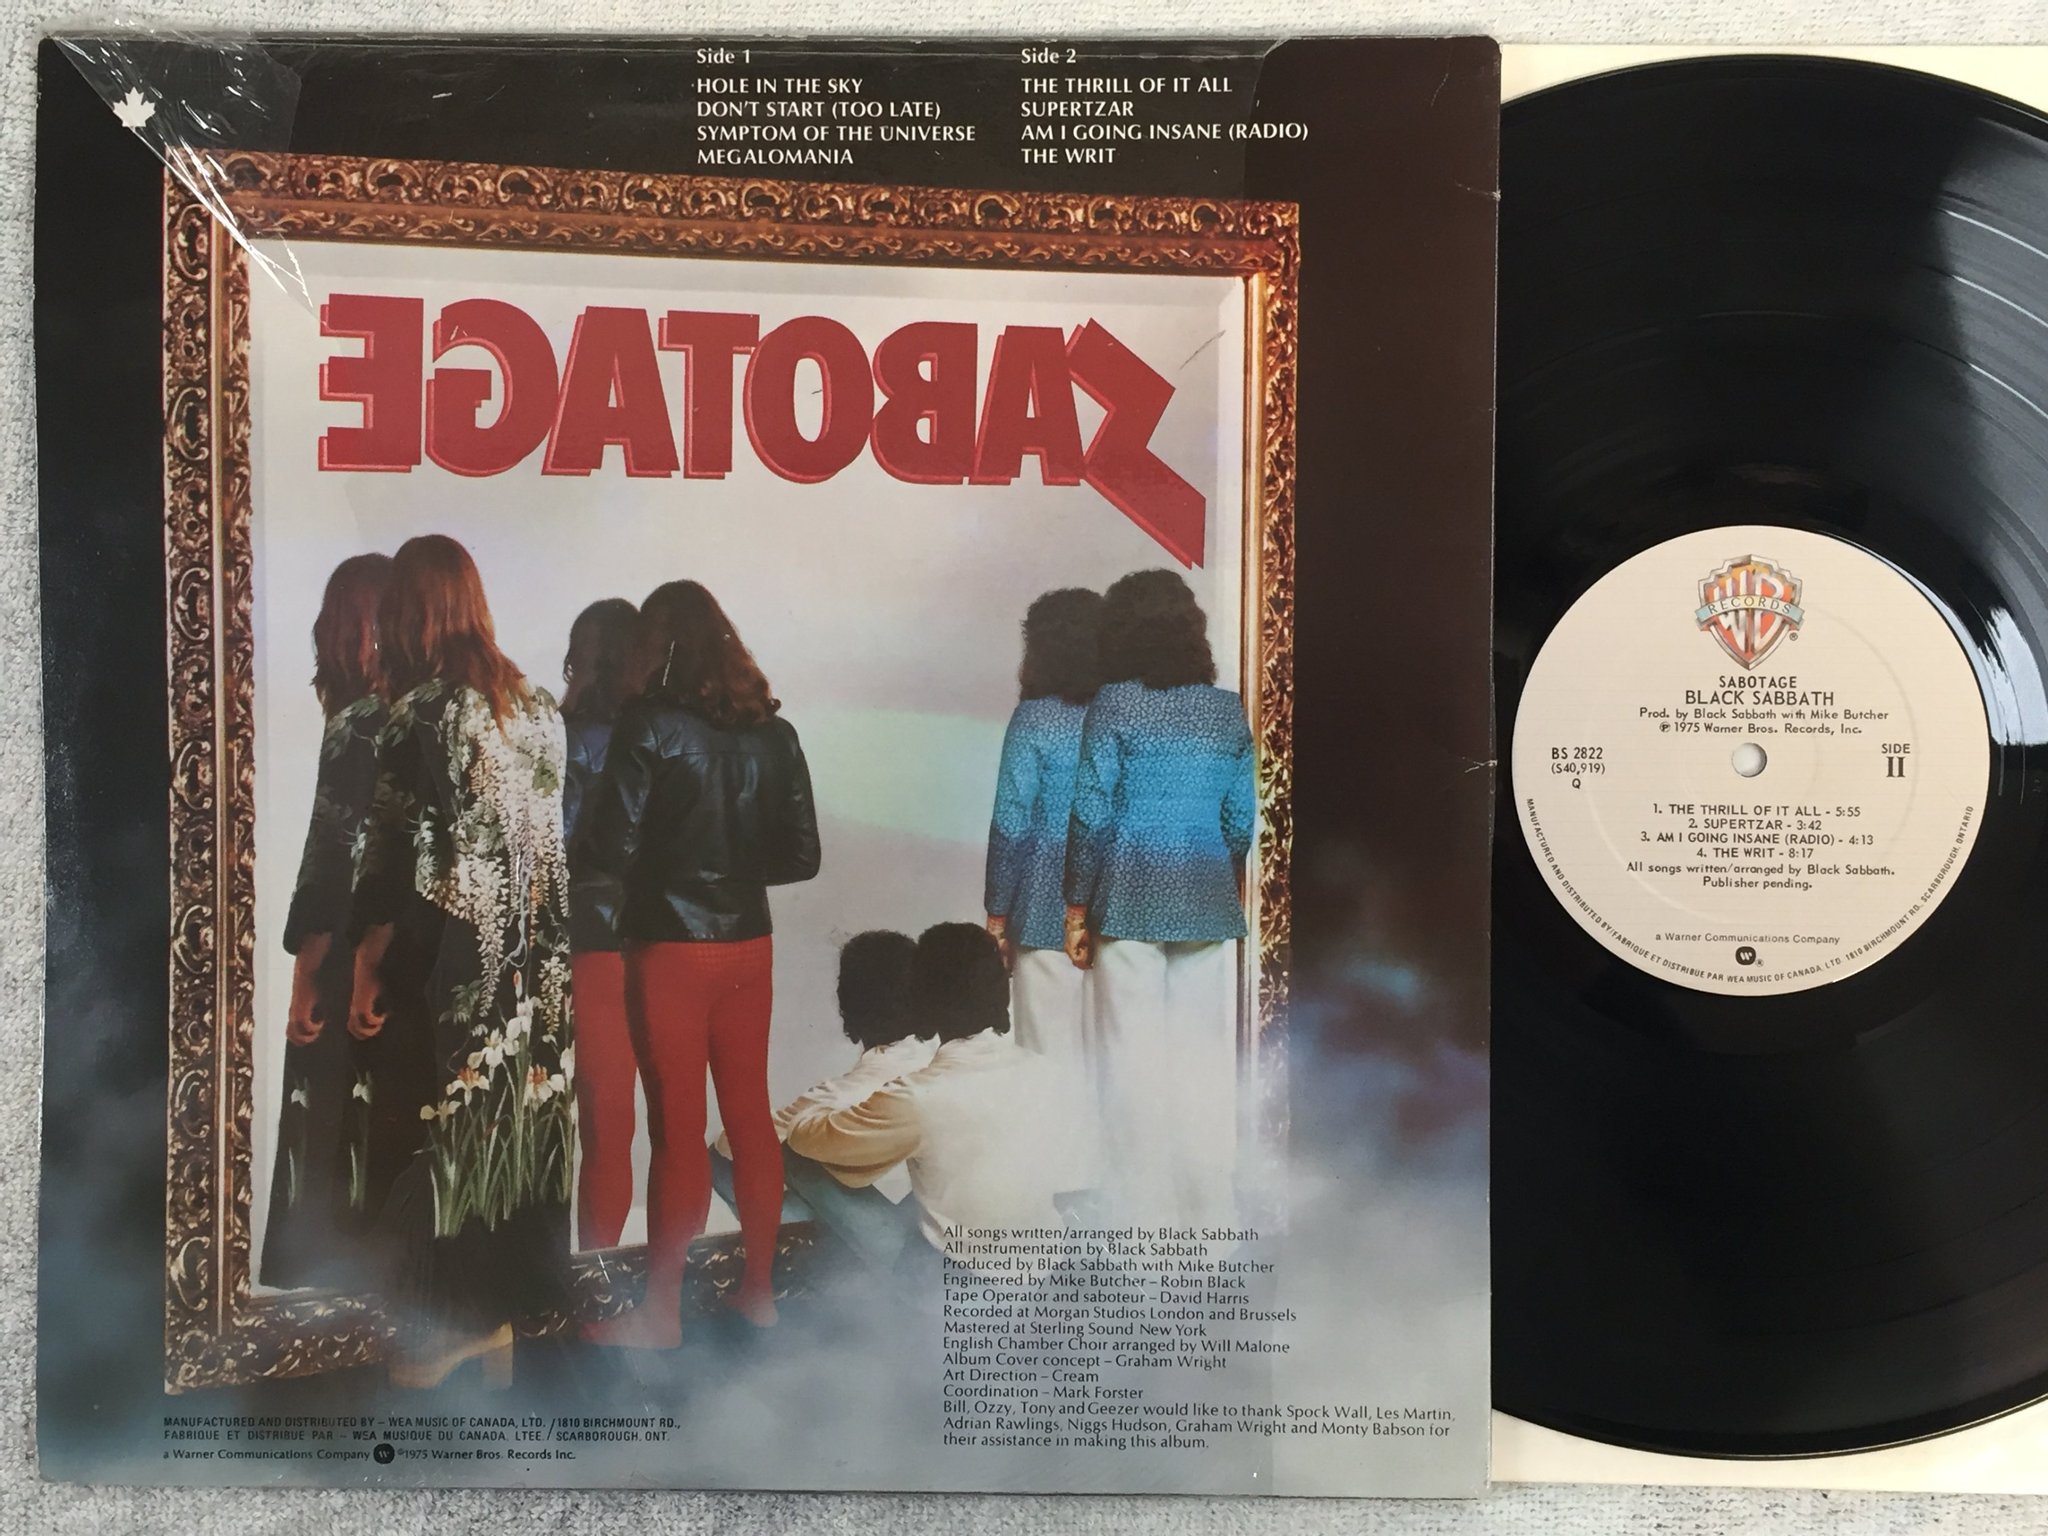 Side 1
HOLE IN THE SKY
DON'T START (TOO LATE)
SYMPTOM OF THE UNIVERSE
MEGALOMANIA
Side 2
THE THRILL OF IT ALL
SUPERTZAR
AM I GOING INSANE (RADIO)
THE WRIT
SABOTAGE
All songs written/arranged by Black Sabbath
All instrumentation by Black Sabbath
Produced by Black Sabbath with Mike Butcher
Engineered by Mike Butcher – Robin Black
Tape Operator and saboteur – David Harris
Recorded at Morgan Studios London and Brussels
Mastered at Sterling Sound New York
English Chamber Choir arranged by Will Malone
Album Cover concept – Graham Wright
Art Direction – Cream
Coordination – Mark Forster
Bill, Ozzy, Tony and Geezer would like to thank Spock Wall, Les Martin,
Adrian Rawlings, Niggs Hudson, Graham Wright and Monty Babson for
their assistance in making this album.
MANUFACTURED AND DISTRIBUTED BY – WEA MUSIC OF CANADA, LTD. / 1810 BIRCHMOUNT RD.,
FABRIQUE ET DISTRIBUE PAR – WEA MUSIQUE DU CANADA. LTEE. / SCARBOROUGH. ONT.
a Warner Communications Company W ©1975 Warner Bros. Records Inc.
WB
RECORDS
®
SABOTAGE
BLACK SABBATH
Prod. by Black Sabbath with Mike Butcher
℗ 1975 Warner Bros. Records, Inc.
BS 2822
(S40,919)
Q
SIDE
II
1. THE THRILL OF IT ALL - 5:55
2. SUPERTZAR - 3:42
3. AM I GOING INSANE (RADIO) - 4:13
4. THE WRIT - 8:17
All songs written/arranged by Black Sabbath.
Publisher pending.
a Warner Communications Company
W ®
MANUFACTURED AND DISTRIBUTED BY/FABRIQUE ET DISTRIBUE PAR WEA MUSIC OF CANADA, LTD. 1810 BIRCHMOUNT RD., SCARBOROUGH, ONTARIO